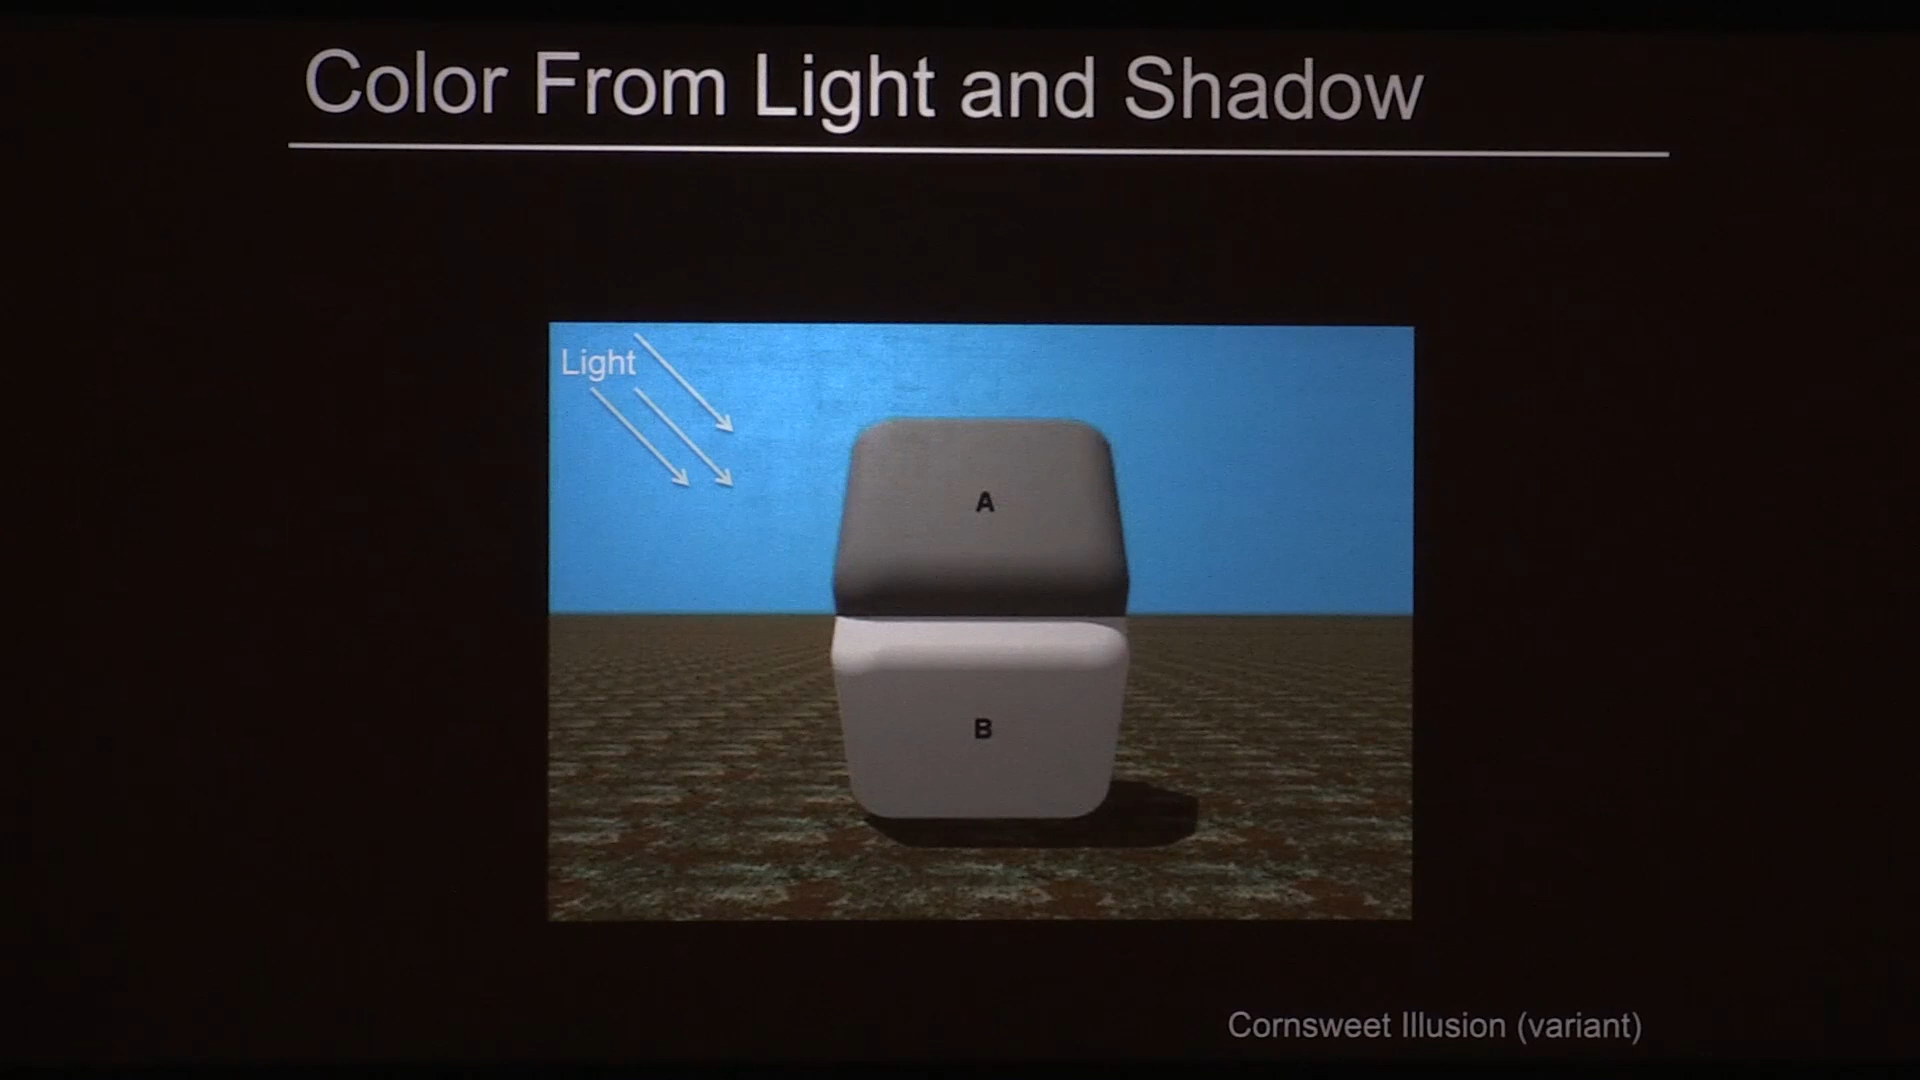 Color From Light and Shadow
Light
A
B
Cornsweet Illusion (variant)